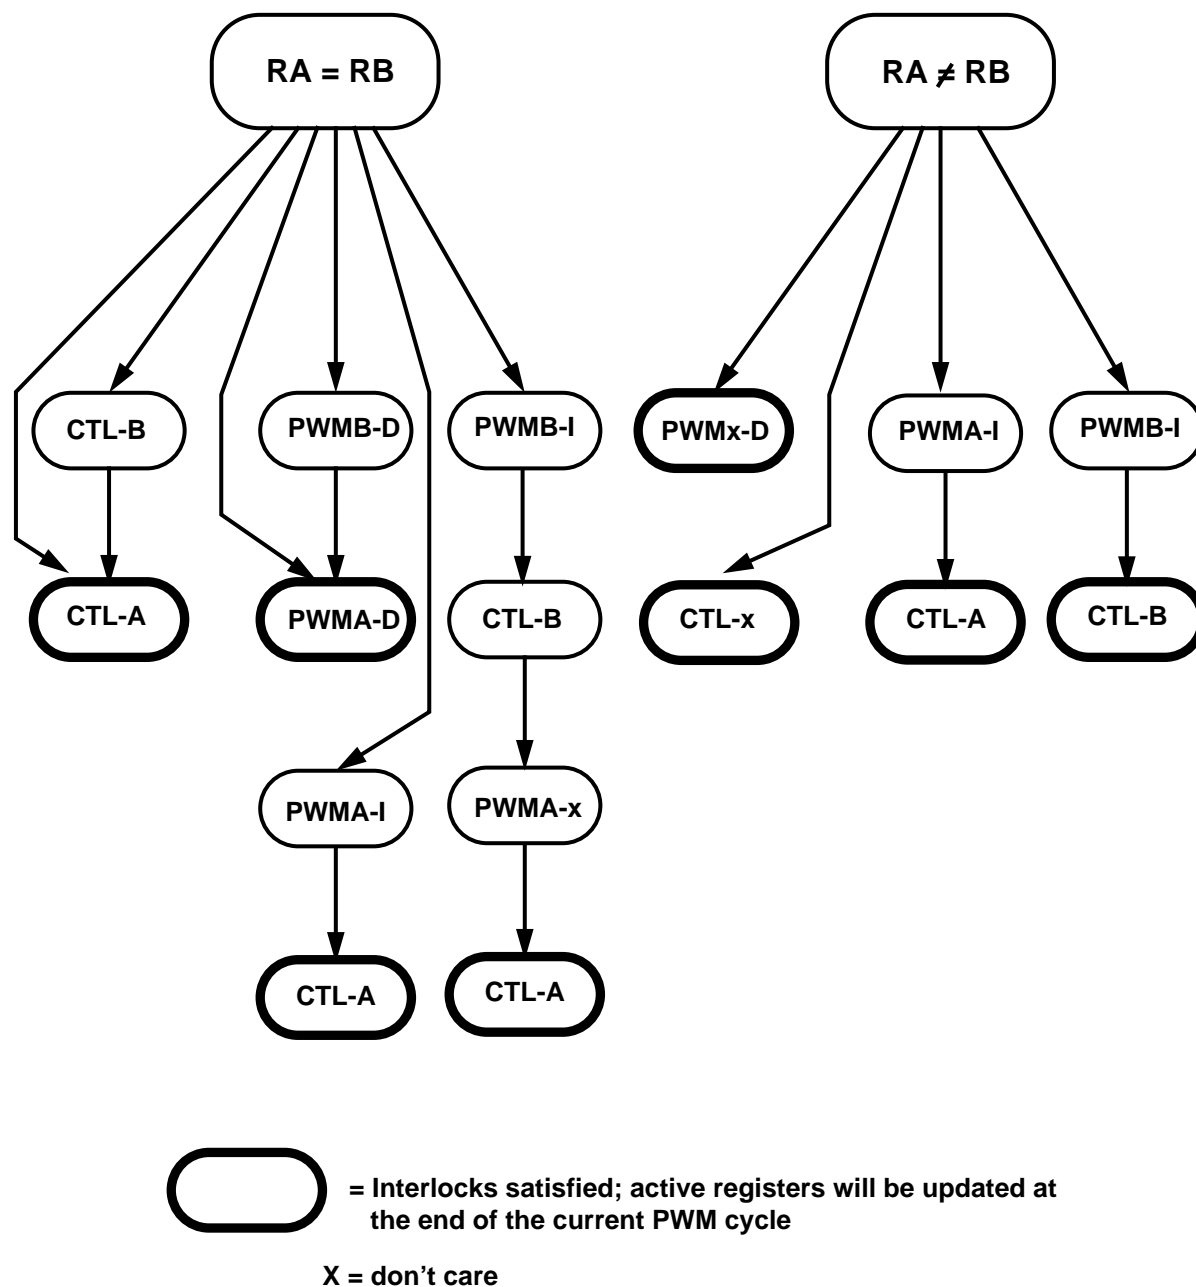 RA = RB
RA ≠ RB
CTL-B
PWMB-D
PWMB-I
PWMx-D
PWMA-I
PWMB-I
CTL-A
PWMA-D
CTL-B
CTL-x
CTL-A
CTL-B
PWMA-I
PWMA-x
CTL-A
CTL-A
= Interlocks satisfied; active registers will be updated at
the end of the current PWM cycle
X = don't care